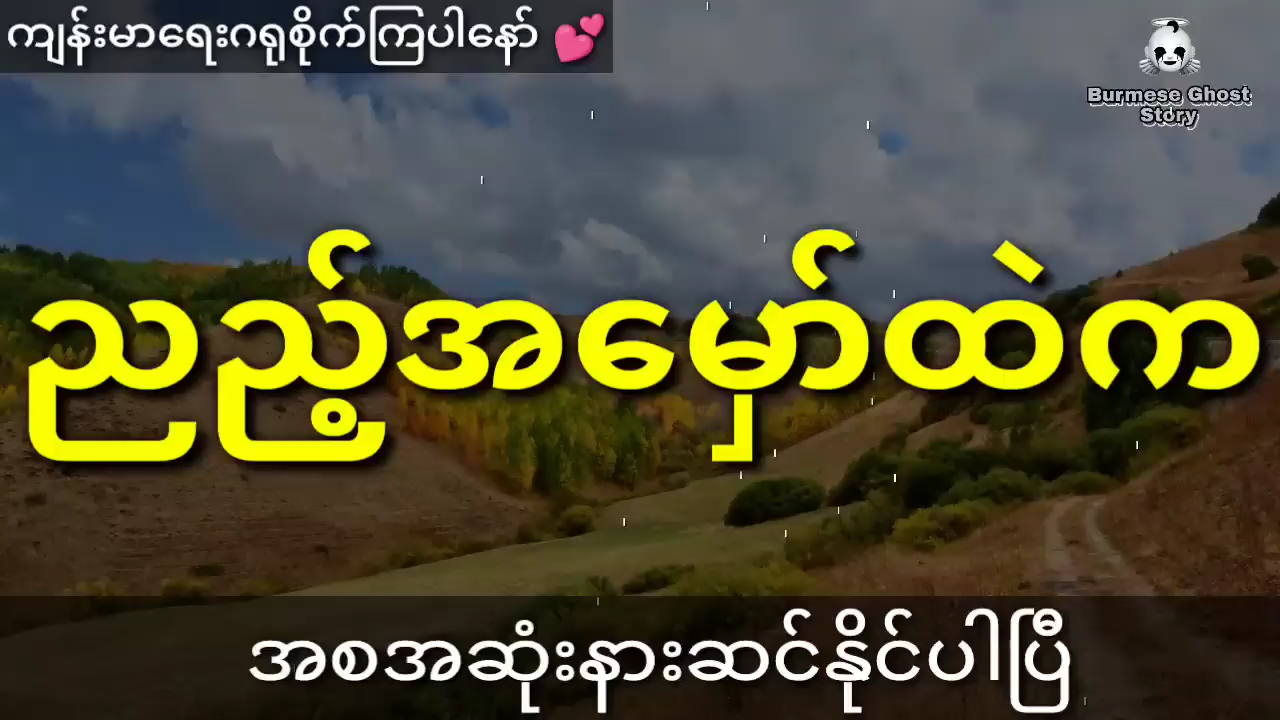 ကျန်းမာရေးဂရုစိုက်ကြပါနော် 💕
Burmese Ghost
Story
ညည့်အမှော်ထဲက
အစအဆုံးနားဆင်နိုင်ပါပြီ